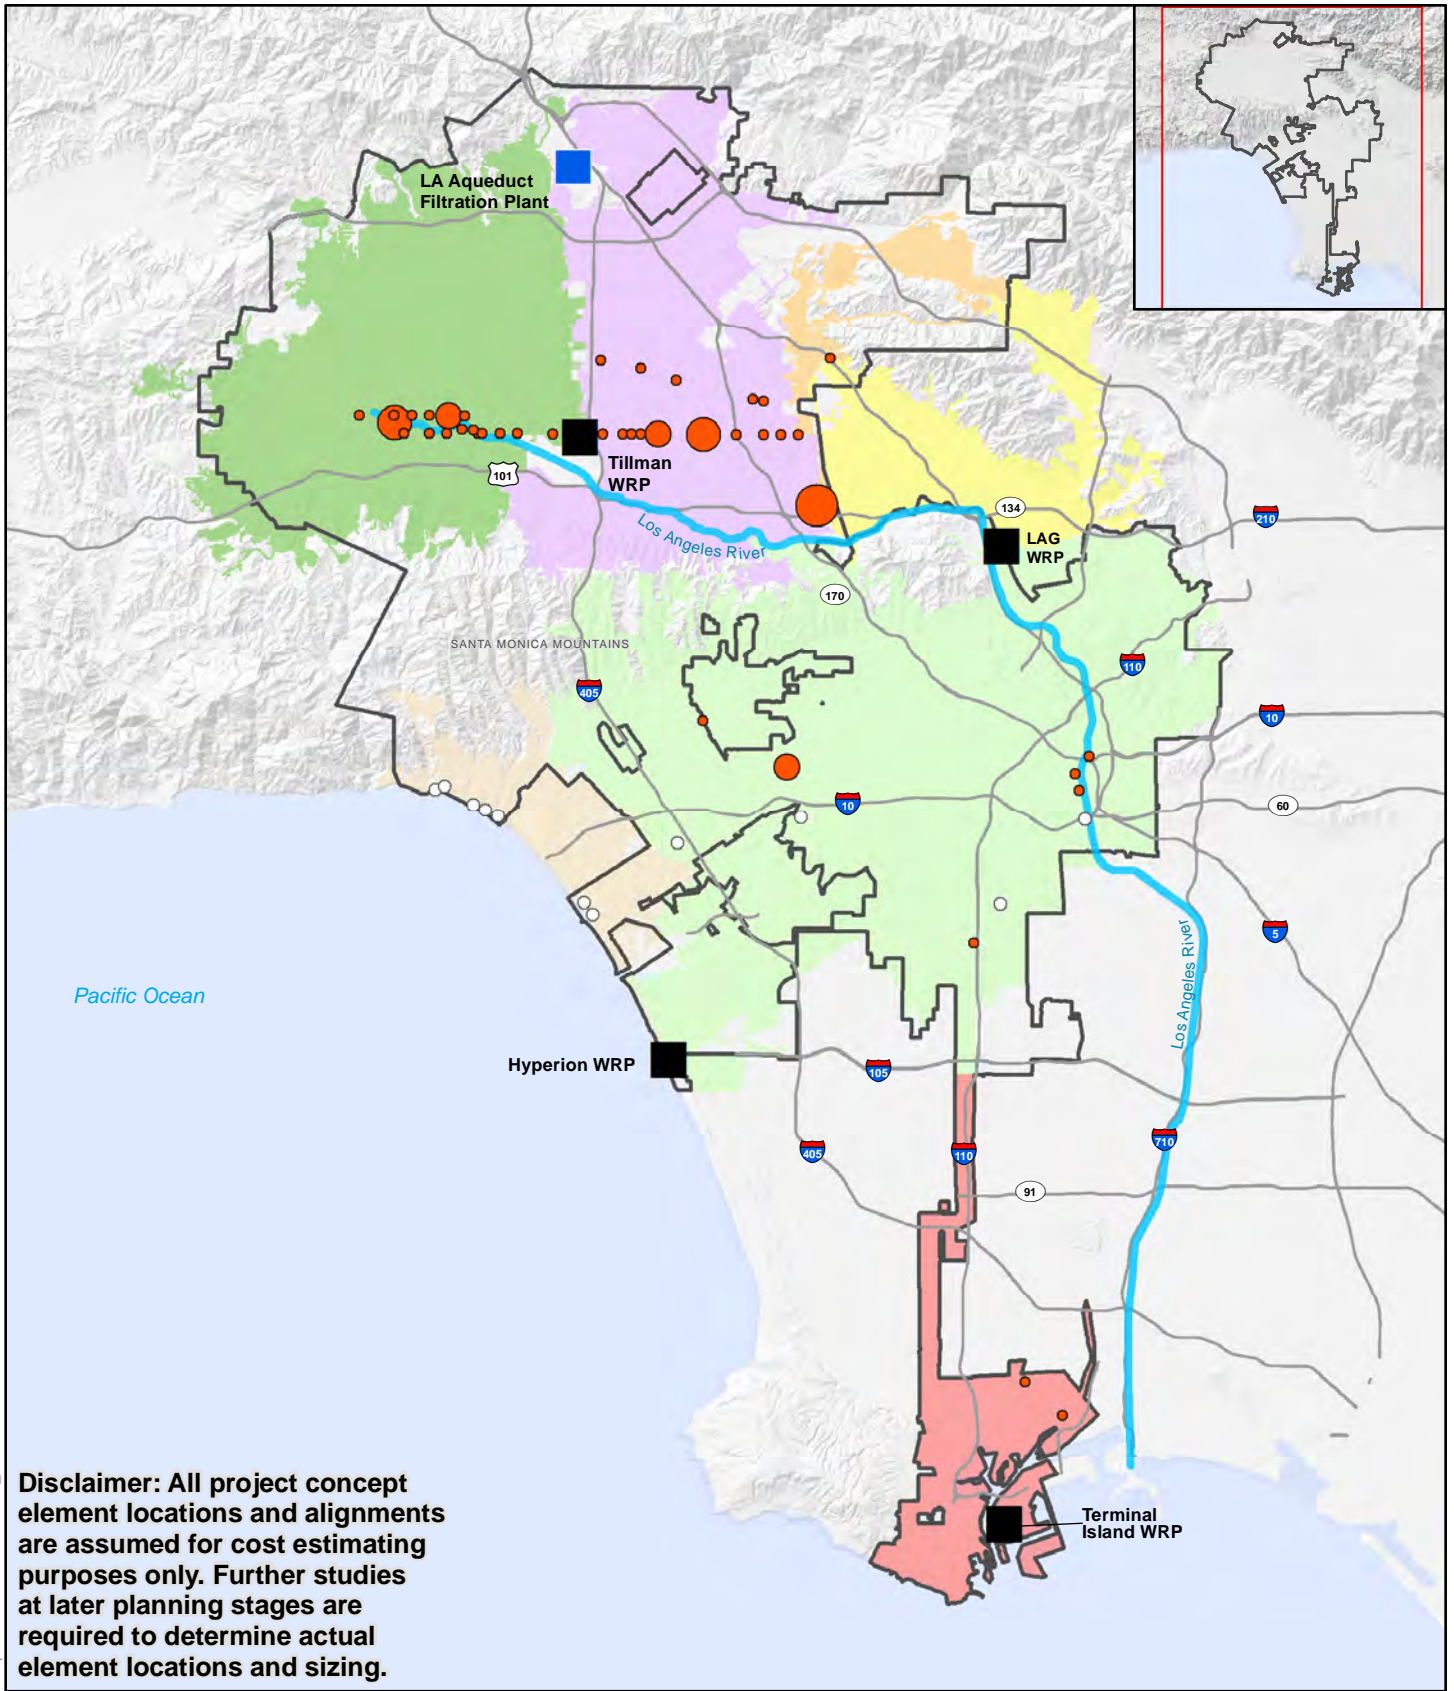 LA Aqueduct
Filtration Plant
101
Tillman
WRP
Los Angeles River
134
210
LAG
WRP
170
SANTA MONICA MOUNTAINS
405
110
10
10
60
5
Pacific Ocean
Los Angeles River
Hyperion WRP
105
405
110
710
91
Disclaimer: All project concept
element locations and alignments
are assumed for cost estimating
purposes only. Further studies
at later planning stages are
required to determine actual
element locations and sizing.
Terminal
Island WRP